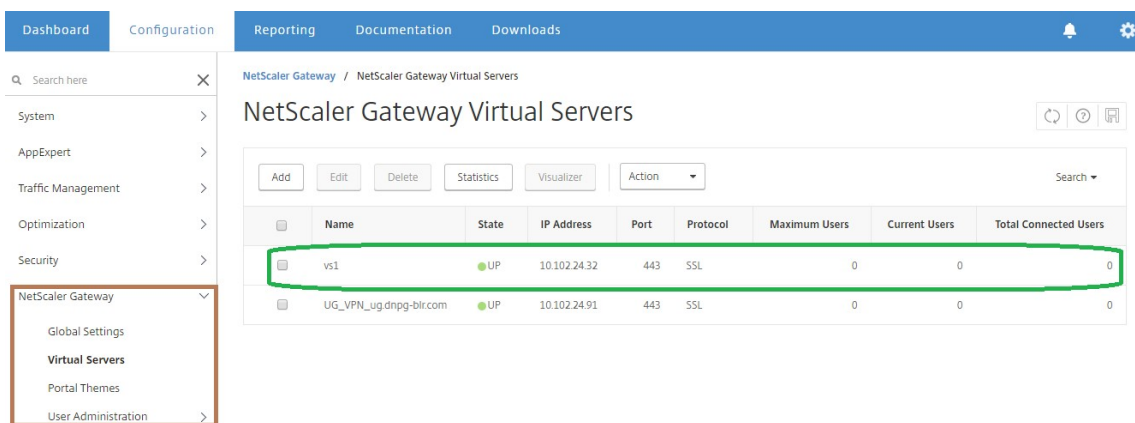 Dashboard Configuration Reporting Documentation Downloads
Search here
NetScaler Gateway / NetScaler Gateway Virtual Servers
System
NetScaler Gateway Virtual Servers
AppExpert
Traffic Management
Optimization
Security
NetScaler Gateway
Global Settings
Virtual Servers
Portal Themes
User Administration
Add Edit Delete Statistics Visualizer Action Search
Name State IP Address Port Protocol Maximum Users Current Users Total Connected Users
vs1 UP 10.102.24.32 443 SSL 0 0 0
UG_VPN_ug.dnpg-blr.com UP 10.102.24.91 443 SSL 0 0 0